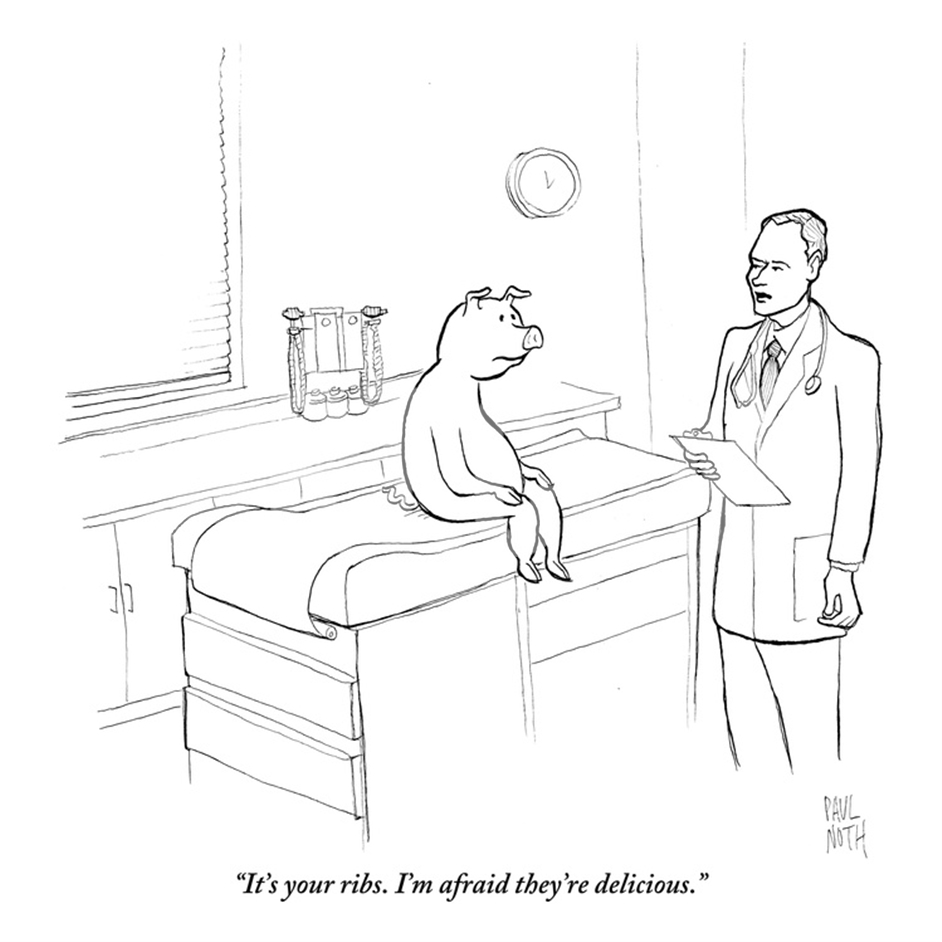 PAUL
NOTH
“It’s your ribs. I’m afraid they’re delicious.”